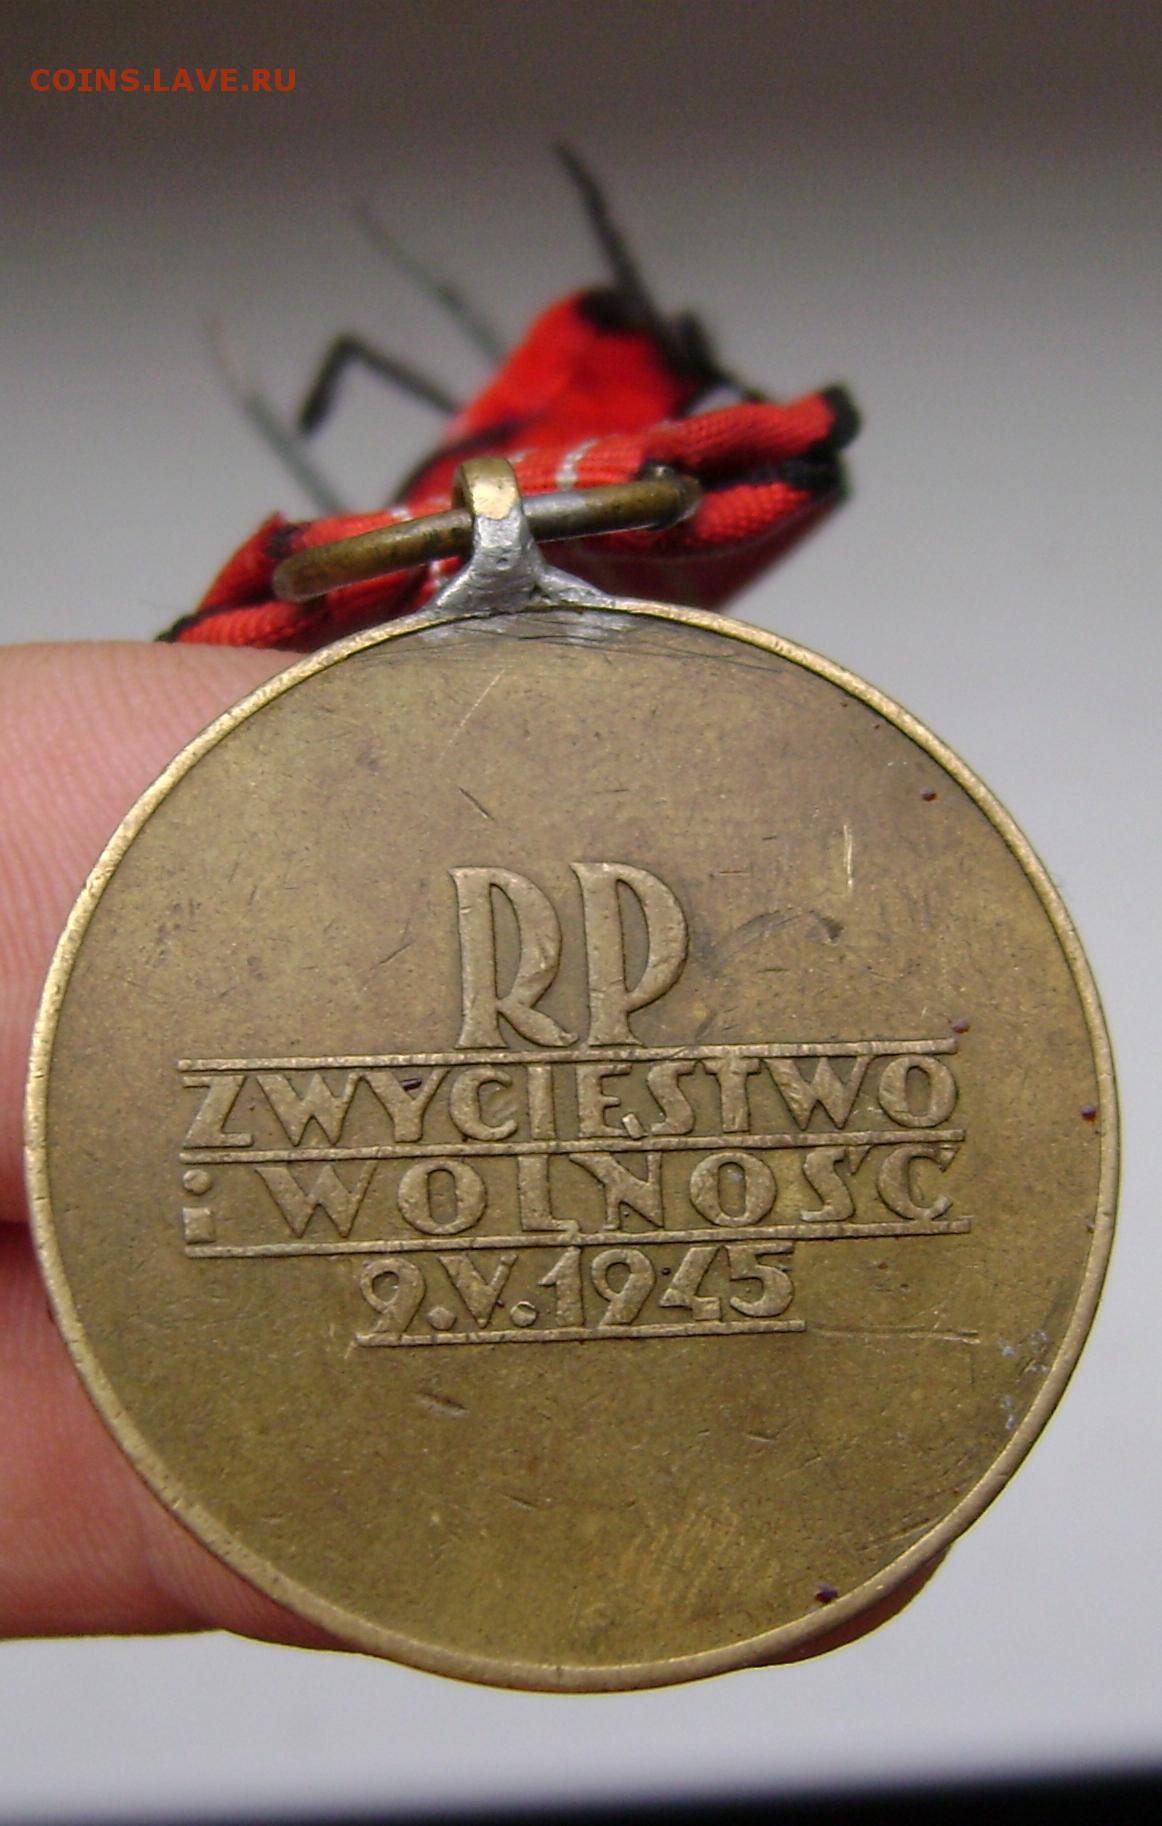 COINS.LAVE.RU
RP
ZWYCIĘSTWO
i WOLNOŚĆ
9.V.1945